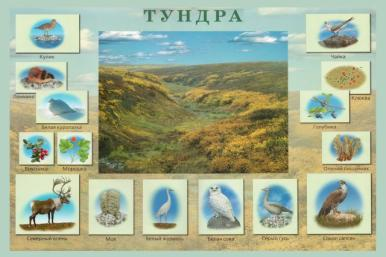 ТУНДРА
Кулик
Чайка
Лемминг
Клюква
Белая куропатка
Голубика
Брусника
Морошка
Олений лишайник
Северный олень
Мох
Белый журавль
Белая сова
Серый гусь
Сокол сапсан